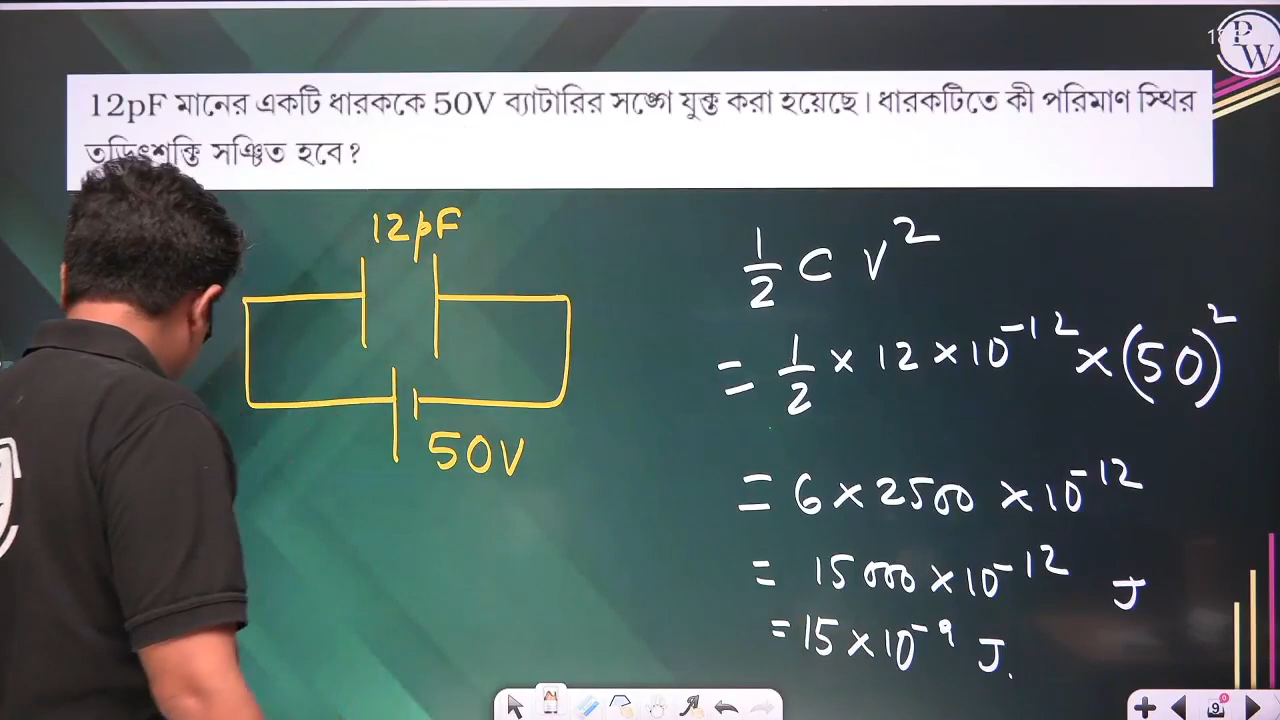 PW
12pF মানের একটি ধারককে 50V ব্যাটারির সঙ্গে যুক্ত করা হয়েছে। ধারকটিতে কী পরিমাণ স্থির
তড়িৎশক্তি সঞ্চিত হবে?
12pF
50V
1/2 C V²
= 1/2 × 12 × 10⁻¹² × (50)²
= 6 × 2500 × 10⁻¹²
= 15000 × 10⁻¹² J
= 15 × 10⁻⁹ J.
9